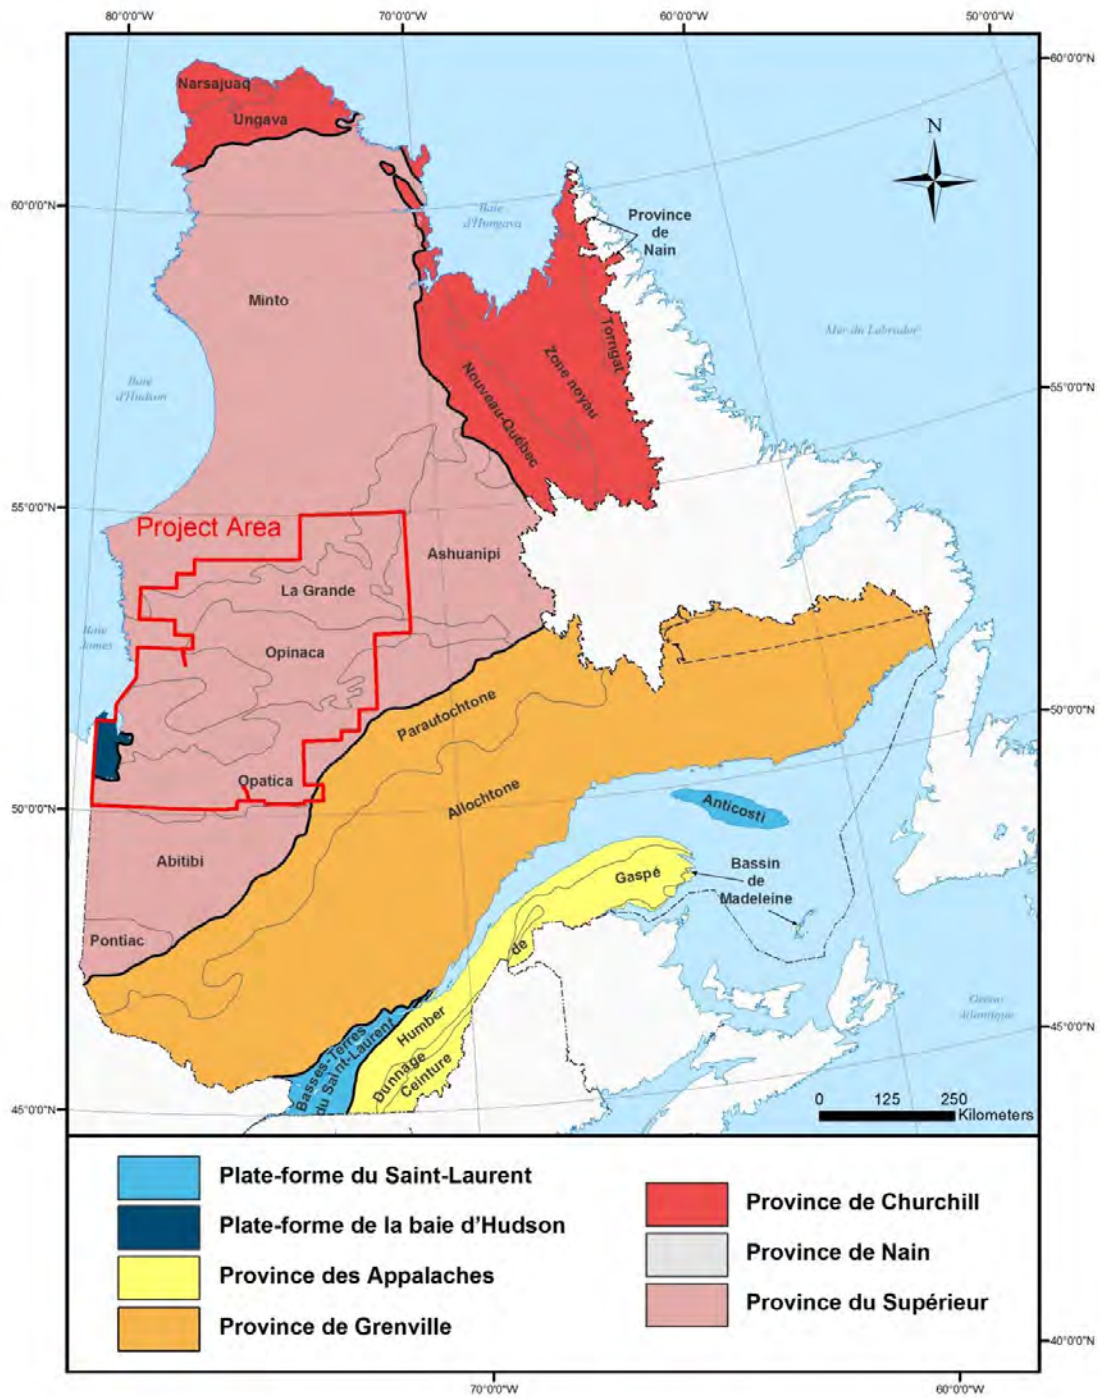 80°0'0"W 70°0'0"W 60°0'0"W 50°0'0"W
60°0'0"N
Narsajuaq
Ungava
N
60°0'0"N
Baie
d'Hungava
Province
de
Nain
Minto
Mer du Labrador
Torngat
Zone noyau
Nouveau-Québec
Baie
d'Hudson
55°0'0"N
55°0'0"N
Project Area
Ashuanipi
La Grande
Baie
James
Opinaca
Parautochtone
50°0'0"N
Opatica
50°0'0"N
Allochtone
Anticosti
Abitibi
Gaspé
de
Bassin
de
Madeleine
Pontiac
Océan
Atlantique
Humber
Dunnage
Ceinture
Basses-Terres
du Saint-Laurent
45°0'0"N
45°0'0"N
0 125 250
Kilometers
Plate-forme du Saint-Laurent
Plate-forme de la baie d'Hudson
Province des Appalaches
Province de Grenville
Province de Churchill
Province de Nain
Province du Supérieur
40°0'0"N
70°0'0"W 60°0'0"W